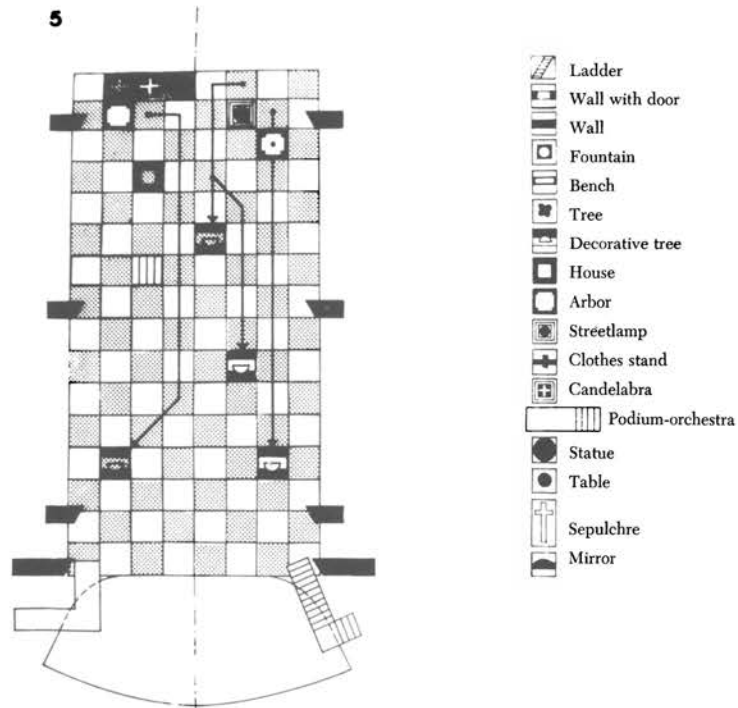 5
Ladder
Wall with door
Wall
Fountain
Bench
Tree
Decorative tree
House
Arbor
Streetlamp
Clothes stand
Candelabra
Podium-orchestra
Statue
Table
Sepulchre
Mirror